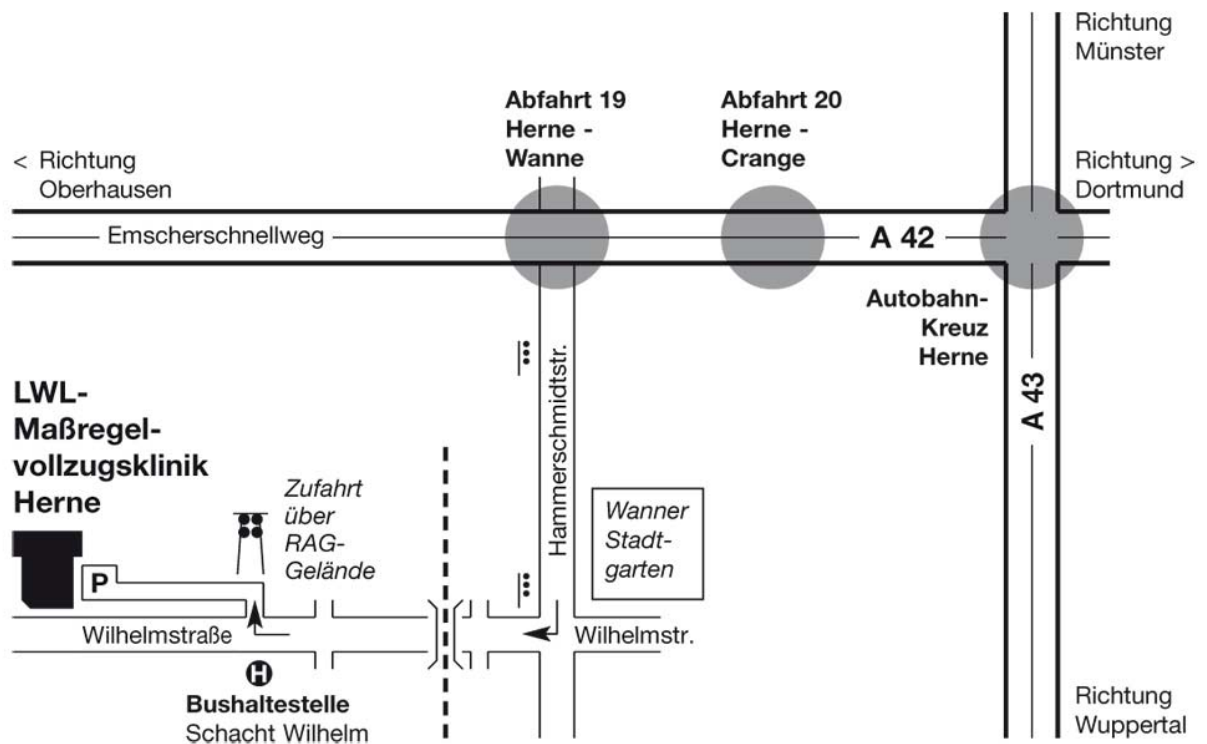 Richtung
Münster
Abfahrt 19
Herne -
Wanne
Abfahrt 20
Herne -
Crange
< Richtung
Oberhausen
Richtung >
Dortmund
Emscherschnellweg
A 42
Autobahn-
Kreuz
Herne
A 43
Hammerschmidtstr.
LWL-
Maßregel-
vollzugsklinik
Herne
Zufahrt
über
RAG-
Gelände
Wanner
Stadt-
garten
P
Wilhelmstraße
Wilhelmstr.
H
Bushaltestelle
Schacht Wilhelm
Richtung
Wuppertal